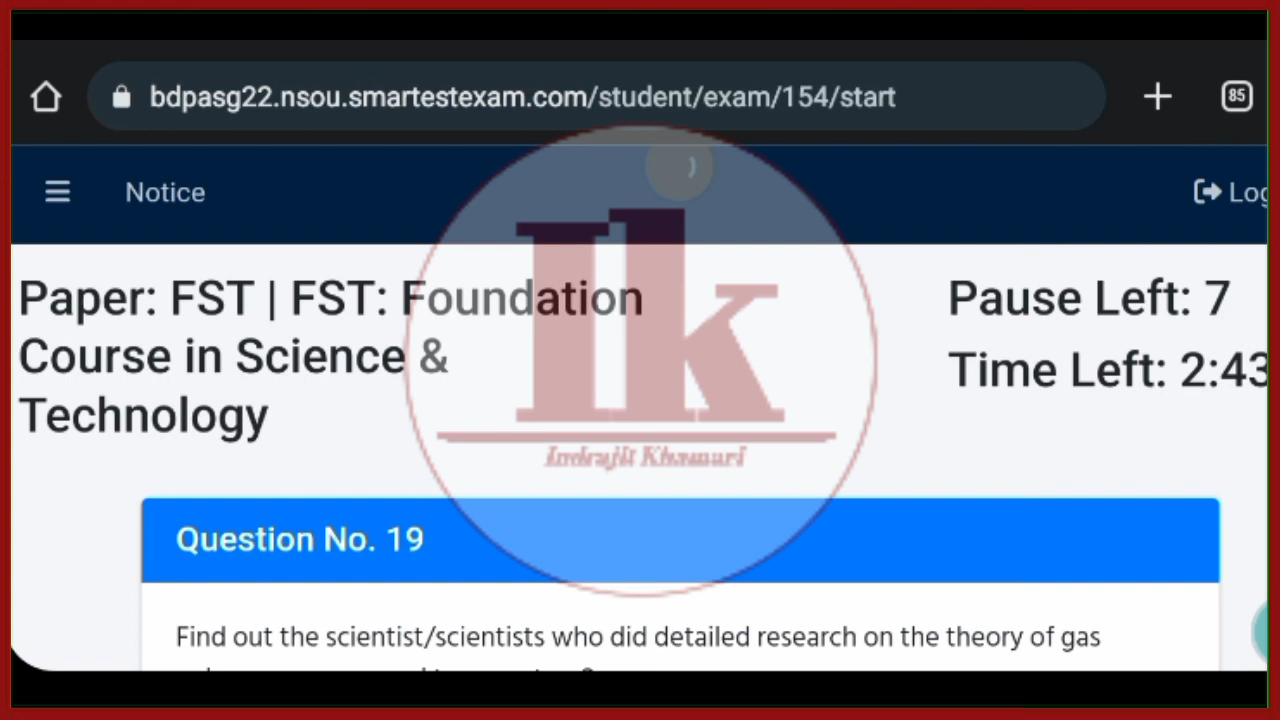 bdpasg22.nsou.smartestexam.com/student/exam/154/start
85
Notice
Paper: FST | FST: Foundation
Course in Science &
Technology
Pause Left: 7
Time Left: 2:43
Ik
Indrajit Khamari
Question No. 19
Find out the scientist/scientists who did detailed research on the theory of gas